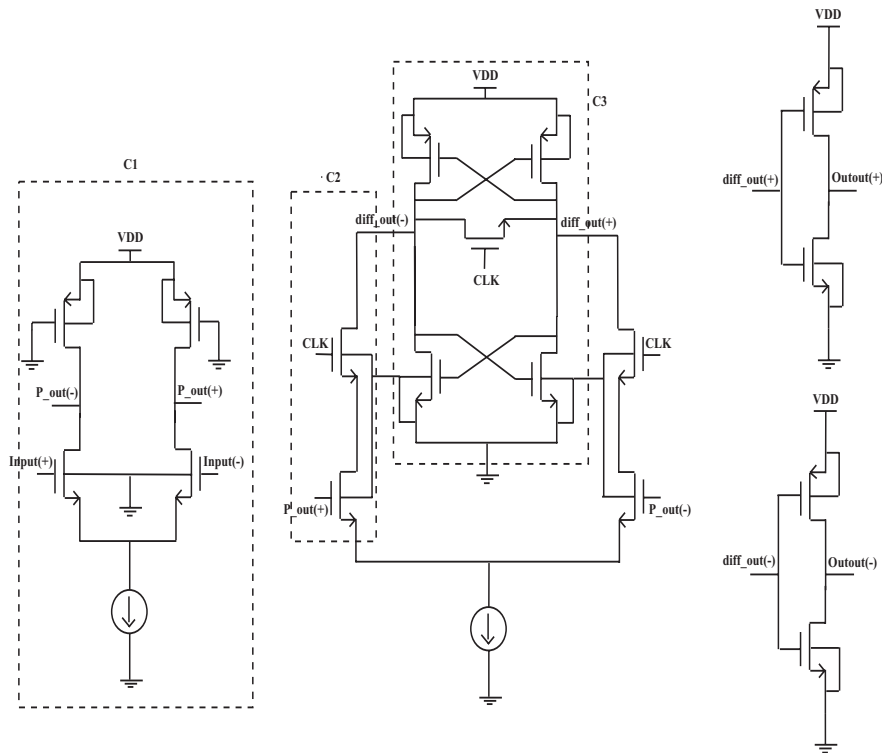 VDD
VDD
C3
C1
C2
diff_out(-)
diff_out(+)
diff_out(+)
Outout(+)
VDD
CLK
CLK
CLK
P_out(-)
P_out(+)
VDD
Input(+)
Input(-)
P_out(+)
P_out(-)
diff_out(-)
Outout(-)